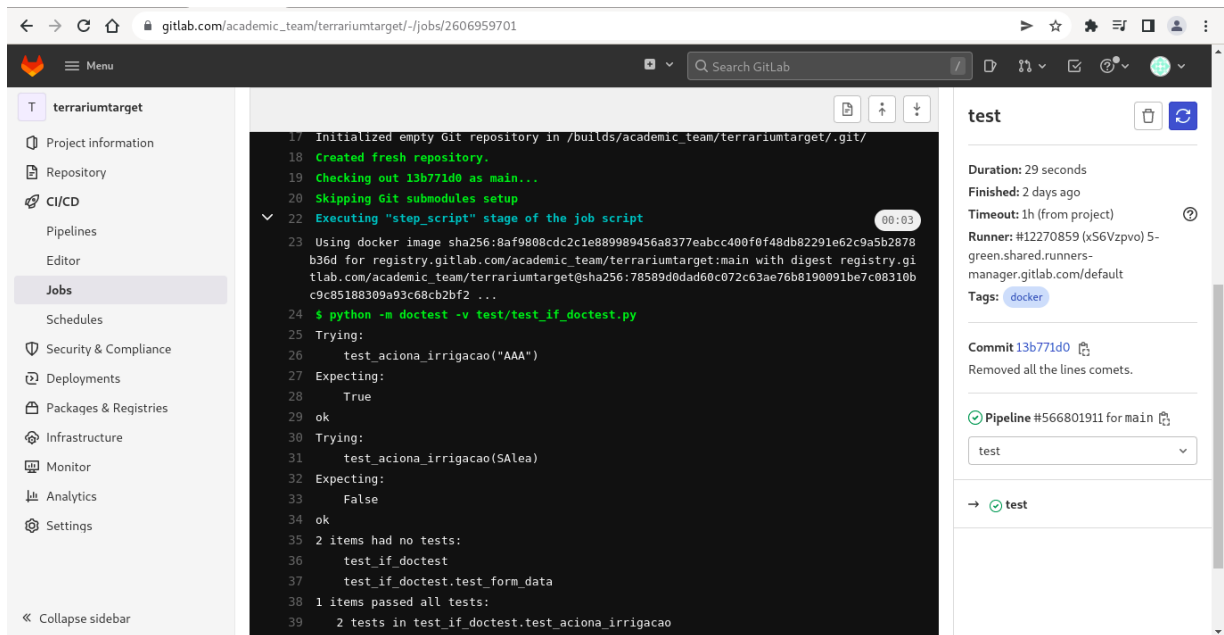 gitlab.com/academic_team/terrariumtarget/-/jobs/2606959701
Menu
Search GitLab
/
T terrariumtarget
Project information
Repository
CI/CD
Pipelines
Editor
Jobs
Schedules
Security & Compliance
Deployments
Packages & Registries
Infrastructure
Monitor
Analytics
Settings
« Collapse sidebar
17 Initialized empty Git repository in /builds/academic_team/terrariumtarget/.git/
18 Created fresh repository.
19 Checking out 13b771d0 as main...
20 Skipping Git submodules setup
22 Executing "step_script" stage of the job script 00:03
23 Using docker image sha256:8af9808cdc2c1e889989456a8377eabcc400f0f48db82291e62c9a5b2878
b36d for registry.gitlab.com/academic_team/terrariumtarget:main with digest registry.gi
tlab.com/academic_team/terrariumtarget@sha256:78589d0dad60c072c63ae76b8190091be7c08310b
c9c85188309a93c68cb2bf2 ...
24 $ python -m doctest -v test/test_if_doctest.py
25 Trying:
26 test_aciona_irrigacao("AAA")
27 Expecting:
28 True
29 ok
30 Trying:
31 test_aciona_irrigacao(SAlea)
32 Expecting:
33 False
34 ok
35 2 items had no tests:
36 test_if_doctest
37 test_if_doctest.test_form_data
38 1 items passed all tests:
39 2 tests in test_if_doctest.test_aciona_irrigacao
test
Duration: 29 seconds
Finished: 2 days ago
Timeout: 1h (from project)
Runner: #12270859 (xS6Vzpvo) 5-
green.shared.runners-
manager.gitlab.com/default
Tags: docker
Commit 13b771d0
Removed all the lines comets.
Pipeline #566801911 for main
test
→ test